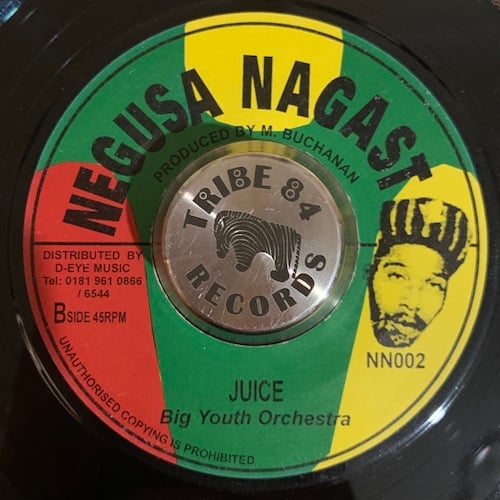 NEGUSA NAGAST
PRODUCED BY M. BUCHANAN
TRIBE 84
RECORDS
DISTRIBUTED BY
D-EYE MUSIC
Tel; 0181 961 0866
/ 6544
B SIDE 45RPM
NN002
JUICE
Big Youth Orchestra
UNAUTHORISED COPYING IS PROHIBITED